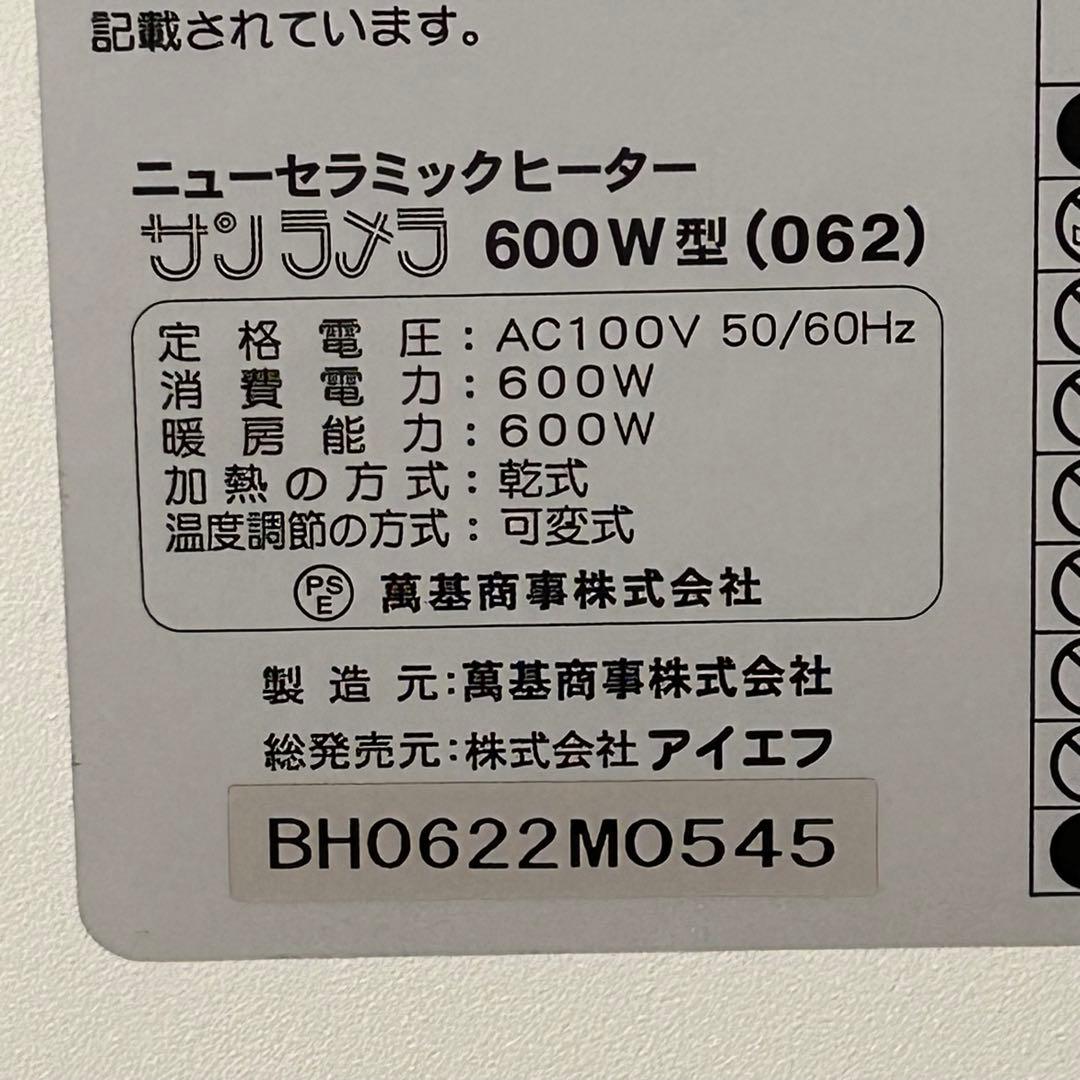 記載されています。
ニューセラミックヒーター
サンラメラ 600W型(062)
定格電圧：AC100V 50/60Hz
消費電力：600W
暖房能力：600W
加熱の方式：乾式
温度調節の方式：可変式
PSE 萬基商事株式会社
製造元：萬基商事株式会社
総発売元：株式会社アイエフ
BH0622M0545